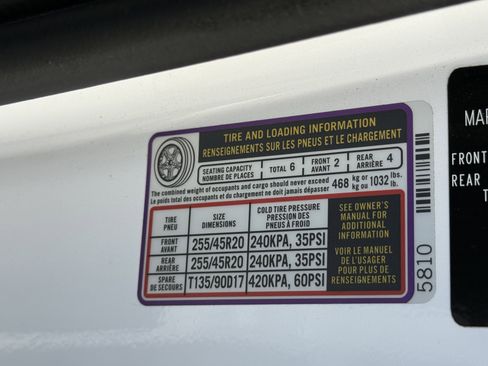 TIRE AND LOADING INFORMATION
RENSEIGNEMENTS SUR LES PNEUS ET LE CHARGEMENT
SEATING CAPACITY
NOMBRE DE PLACES
TOTAL 6
FRONT
AVANT 2
REAR
ARRIÈRE 4
The combined weight of occupants and cargo should never exceed
Le poids total des occupants et du chargement ne doit jamais dépasser
468 kg or 1032 lbs.
kg ou lb.
TIRE
PNEU
SIZE
DIMENSIONS
COLD TIRE PRESSURE
PRESSION DES
PNEUS À FROID
FRONT
AVANT
255/45R20
240KPA, 35PSI
REAR
ARRIÈRE
255/45R20
240KPA, 35PSI
SPARE
DE SECOURS
T135/90D17
420KPA, 60PSI
SEE OWNER'S
MANUAL FOR
ADDITIONAL
INFORMATION
VOIR LE MANUEL
DE L'USAGER
POUR PLUS DE
RENSEIGNEMENTS
5810
FRONT
REAR